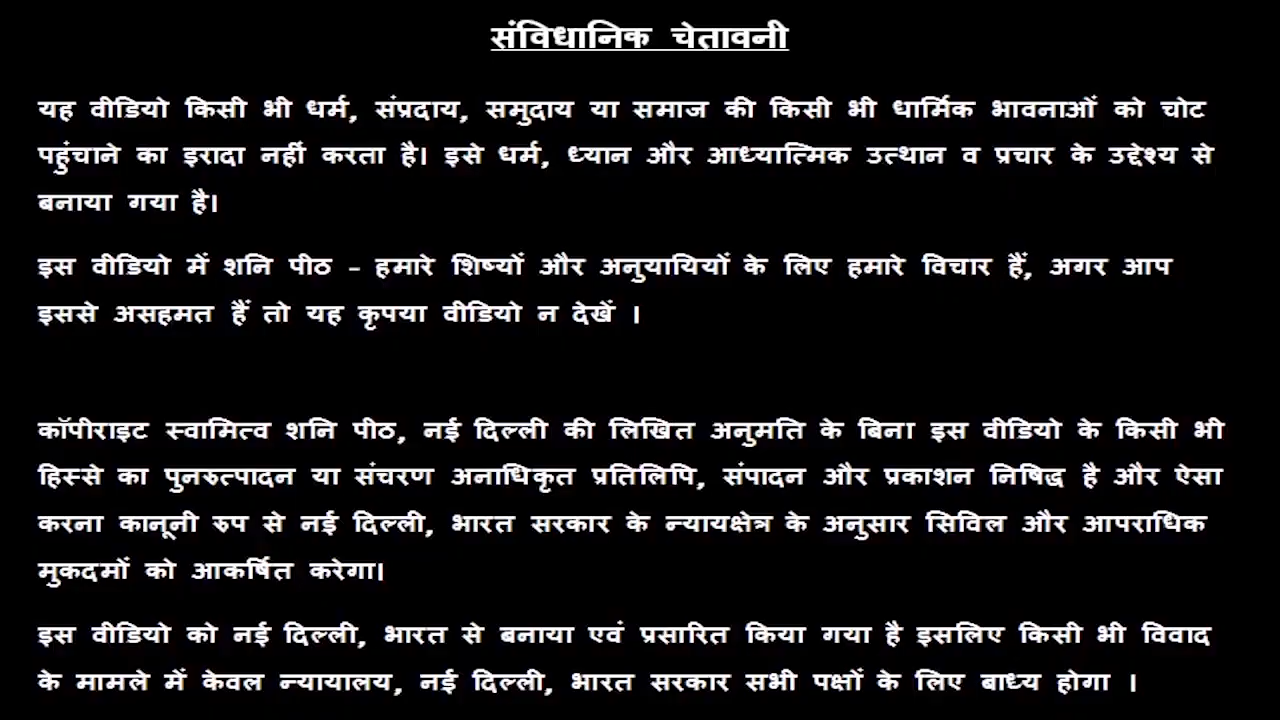 संविधानिक चेतावनी
यह वीडियो किसी भी धर्म, संप्रदाय, समुदाय या समाज की किसी भी धार्मिक भावनाओं को चोट
पहुंचाने का इरादा नहीं करता है। इसे धर्म, ध्यान और आध्यात्मिक उत्थान व प्रचार के उद्देश्य से
बनाया गया है।
इस वीडियो में शनि पीठ – हमारे शिष्यों और अनुयायियों के लिए हमारे विचार हैं, अगर आप
इससे असहमत हैं तो यह कृपया वीडियो न देखें ।
कॉपीराइट स्वामित्व शनि पीठ, नई दिल्ली की लिखित अनुमति के बिना इस वीडियो के किसी भी
हिस्से का पुनरुत्पादन या संचरण अनाधिकृत प्रतिलिपि, संपादन और प्रकाशन निषिद्ध है और ऐसा
करना कानूनी रुप से नई दिल्ली, भारत सरकार के न्यायक्षेत्र के अनुसार सिविल और आपराधिक
मुकदमों को आकर्षित करेगा।
इस वीडियो को नई दिल्ली, भारत से बनाया एवं प्रसारित किया गया है इसलिए किसी भी विवाद
के मामले में केवल न्यायालय, नई दिल्ली, भारत सरकार सभी पक्षों के लिए बाध्य होगा ।